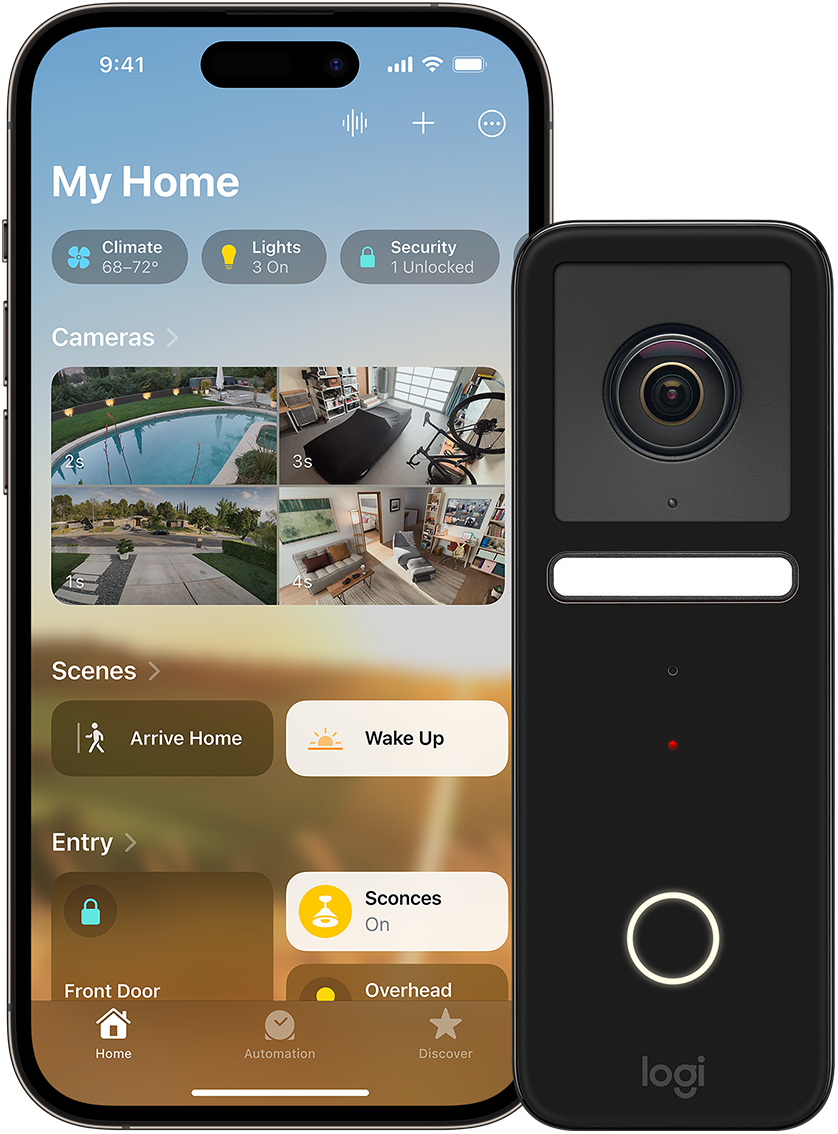 9:41
My Home
Climate
68–72°
Lights
3 On
Security
1 Unlocked
Cameras
2s
3s
1s
4s
Scenes
Arrive Home
Wake Up
Entry
Sconces
On
Front Door
Overhead
Home
Automation
Discover
logi